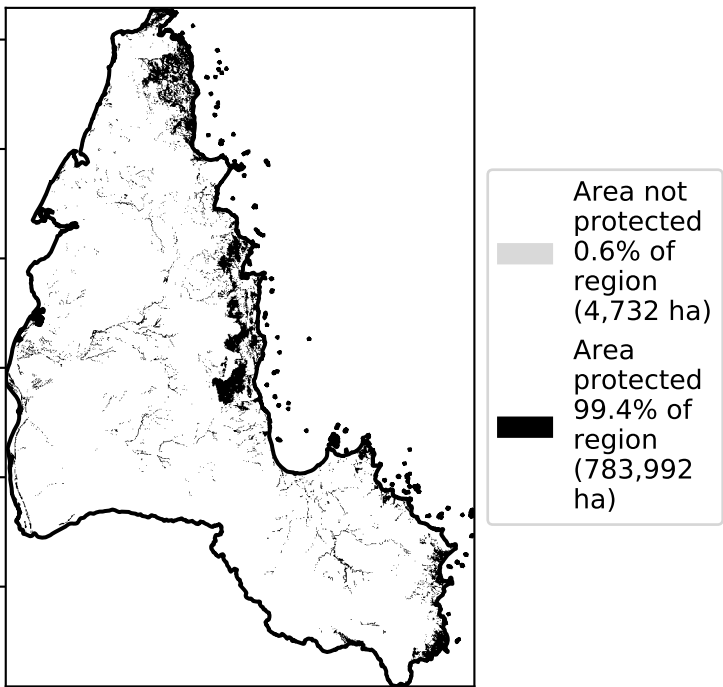 Area not
protected
0.6% of
region
(4,732 ha)
Area
protected
99.4% of
region
(783,992
ha)